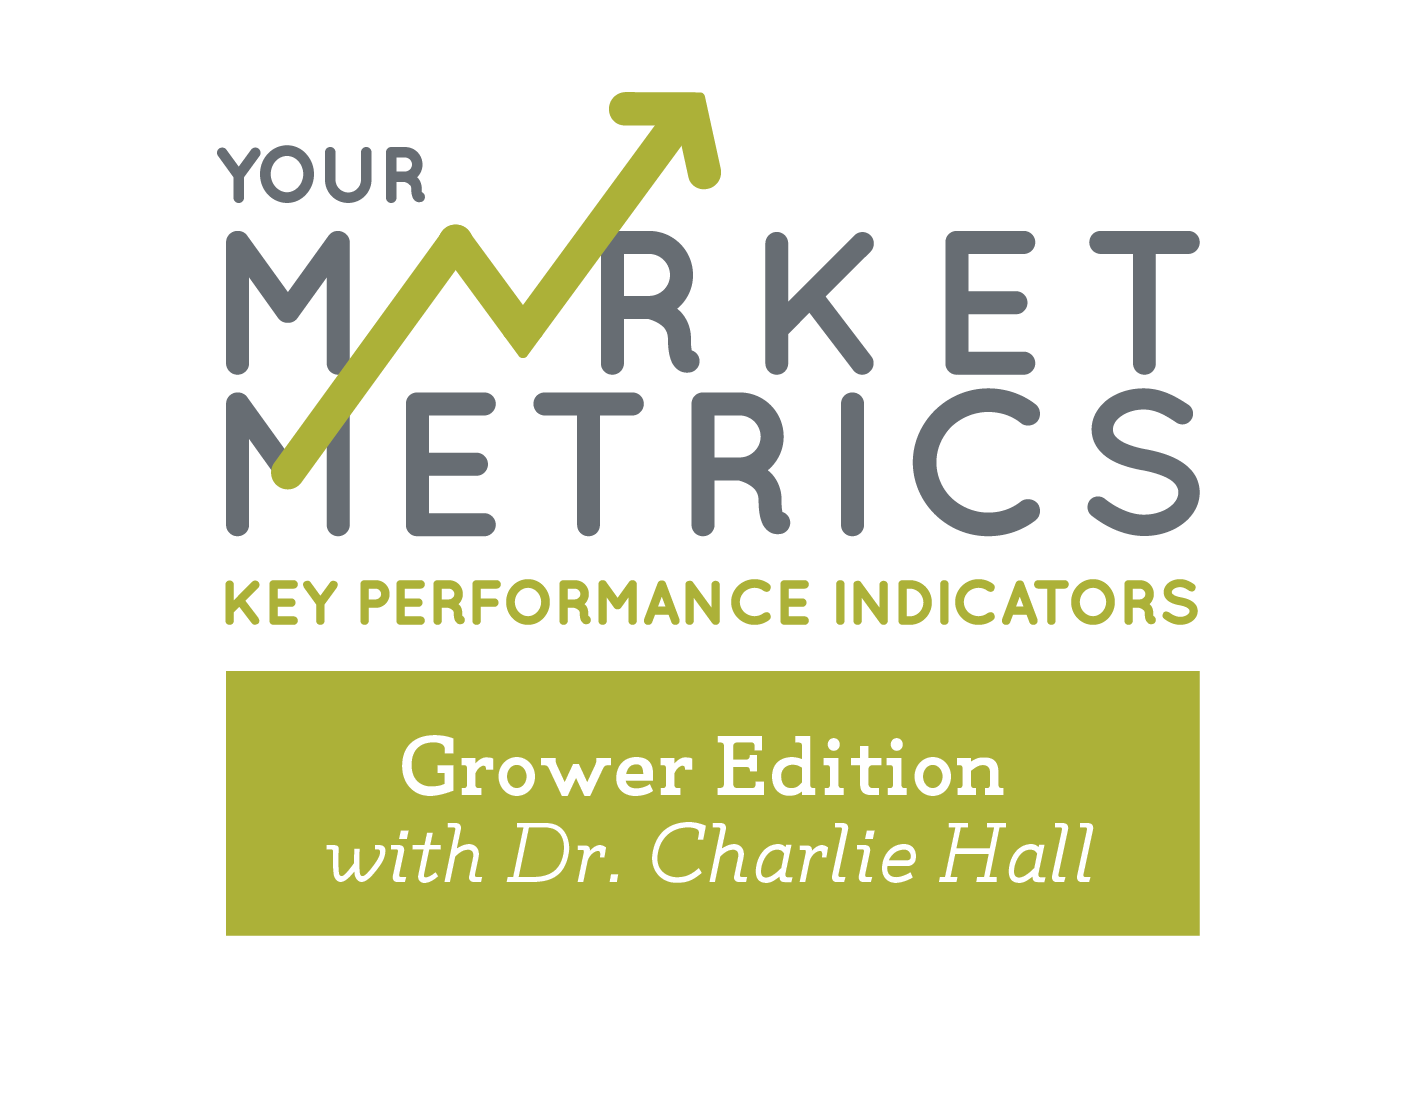 YOUR
MARKET
METRICS
KEY PERFORMANCE INDICATORS
Grower Edition
with Dr. Charlie Hall